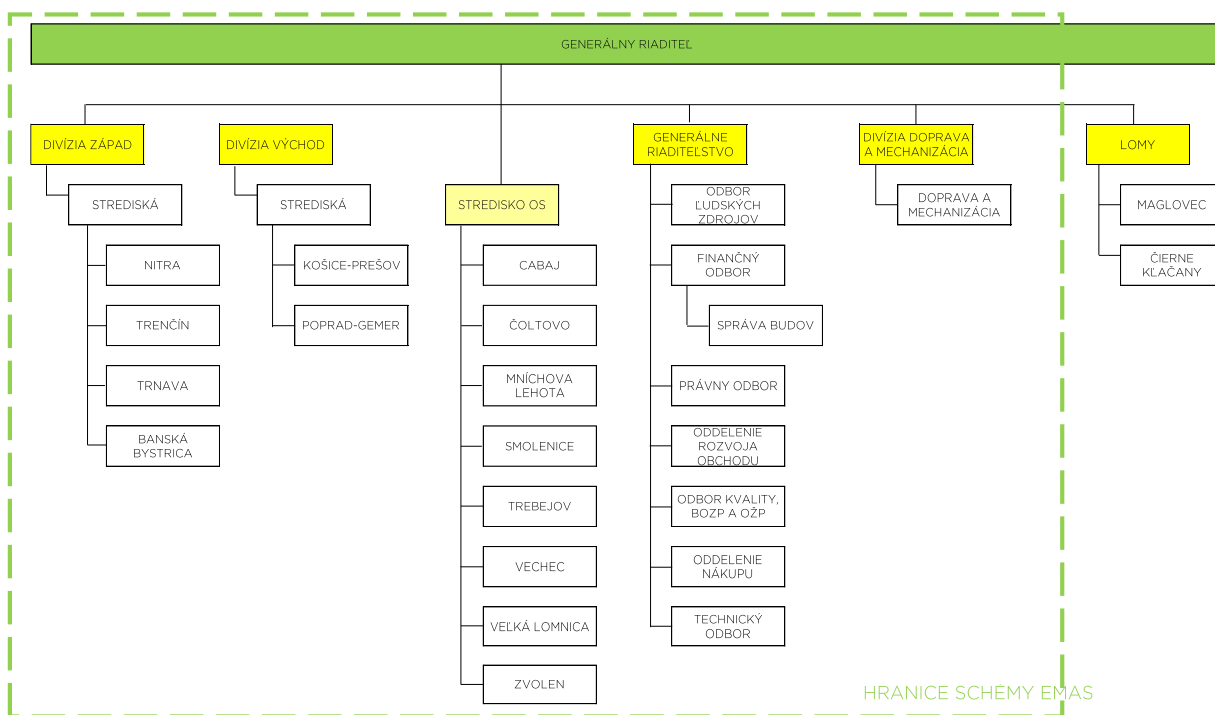 GENERÁLNY RIADITEĽ
DIVÍZIA ZÁPAD
STREDISKÁ
NITRA
TRENČÍN
TRNAVA
BANSKÁ
BYSTRICA
DIVÍZIA VÝCHOD
STREDISKÁ
KOŠICE-PREŠOV
POPRAD-GEMER
STREDISKO OS
CABAJ
ČOLTOVO
MNÍCHOVA
LEHOTA
SMOLENICE
TREBEJOV
VECHEC
VEĽKÁ LOMNICA
ZVOLEN
GENERÁLNE
RIADITEĽSTVO
ODBOR
ĽUDSKÝCH
ZDROJOV
FINANČNÝ
ODBOR
SPRÁVA BUDOV
PRÁVNY ODBOR
ODDELENIE
ROZVOJA
OBCHODU
ODBOR KVALITY,
BOZP A OŽP
ODDELENIE
NÁKUPU
TECHNICKÝ
ODBOR
DIVÍZIA DOPRAVA
A MECHANIZÁCIA
DOPRAVA A
MECHANIZÁCIA
LOMY
MAGLOVEC
ČIERNE
KĽAČANY
HRANICE SCHÉMY EMAS